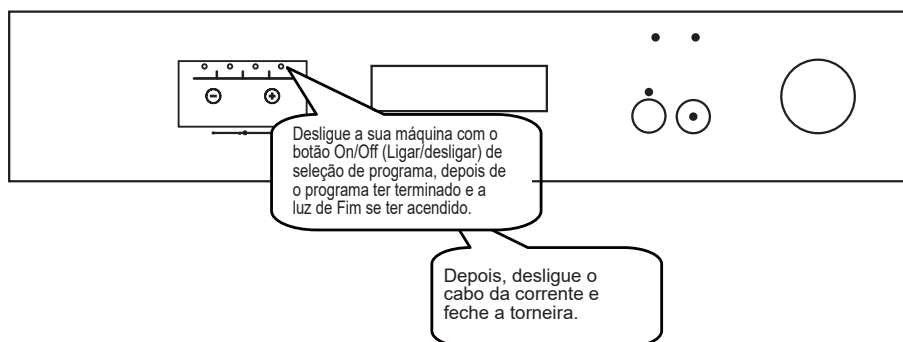 Desligue a sua máquina com o
botão On/Off (Ligar/desligar) de
seleção de programa, depois de
o programa ter terminado e a
luz de Fim se ter acendido.
Depois, desligue o
cabo da corrente e
feche a torneira.